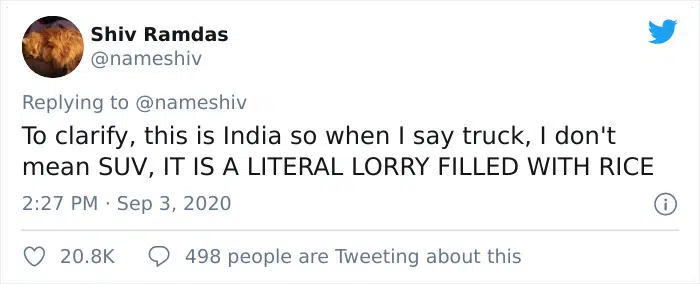 Shiv Ramdas
@nameshiv
Replying to @nameshiv
To clarify, this is India so when I say truck, I don't
mean SUV, IT IS A LITERAL LORRY FILLED WITH RICE
2:27 PM · Sep 3, 2020
20.8K 498 people are Tweeting about this